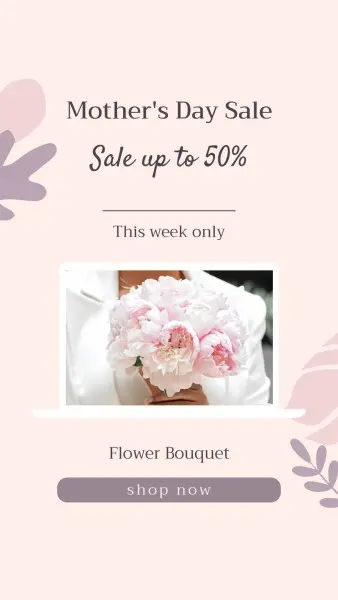 Mother's Day Sale
Sale up to 50%
This week only
Flower Bouquet
shop now